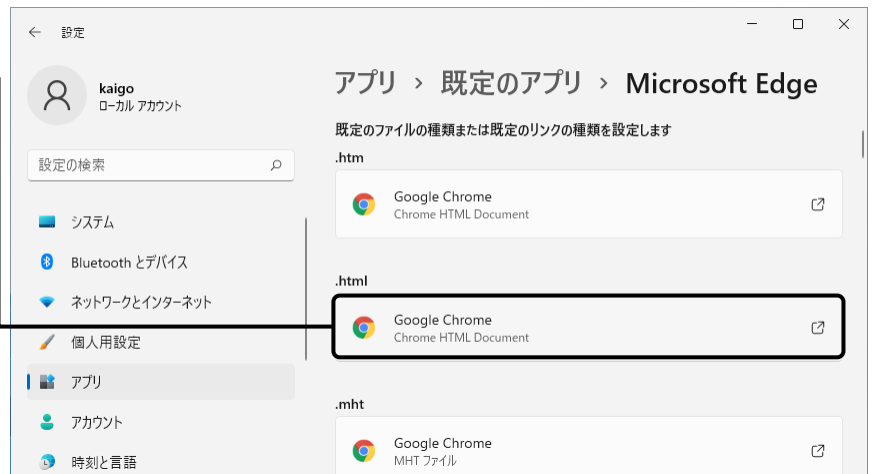 設定
kaigo
ローカル アカウント
設定の検索
システム
Bluetooth とデバイス
ネットワークとインターネット
個人用設定
アプリ
アカウント
時刻と言語
アプリ › 既定のアプリ › Microsoft Edge
既定のファイルの種類または既定のリンクの種類を設定します
.htm
Google Chrome
Chrome HTML Document
.html
Google Chrome
Chrome HTML Document
.mht
Google Chrome
MHT ファイル